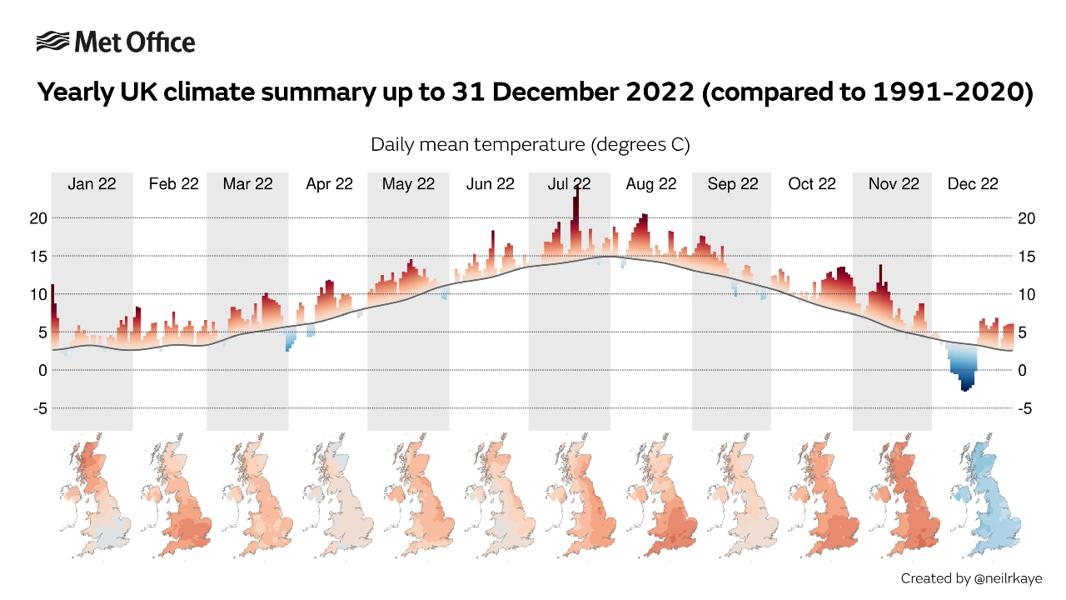 Met Office
Yearly UK climate summary up to 31 December 2022 (compared to 1991-2020)
Daily mean temperature (degrees C)
Jan 22 Feb 22 Mar 22 Apr 22 May 22 Jun 22 Jul 22 Aug 22 Sep 22 Oct 22 Nov 22 Dec 22
20 20
15 15
10 10
5 5
0 0
-5 -5
Created by @neilrkaye